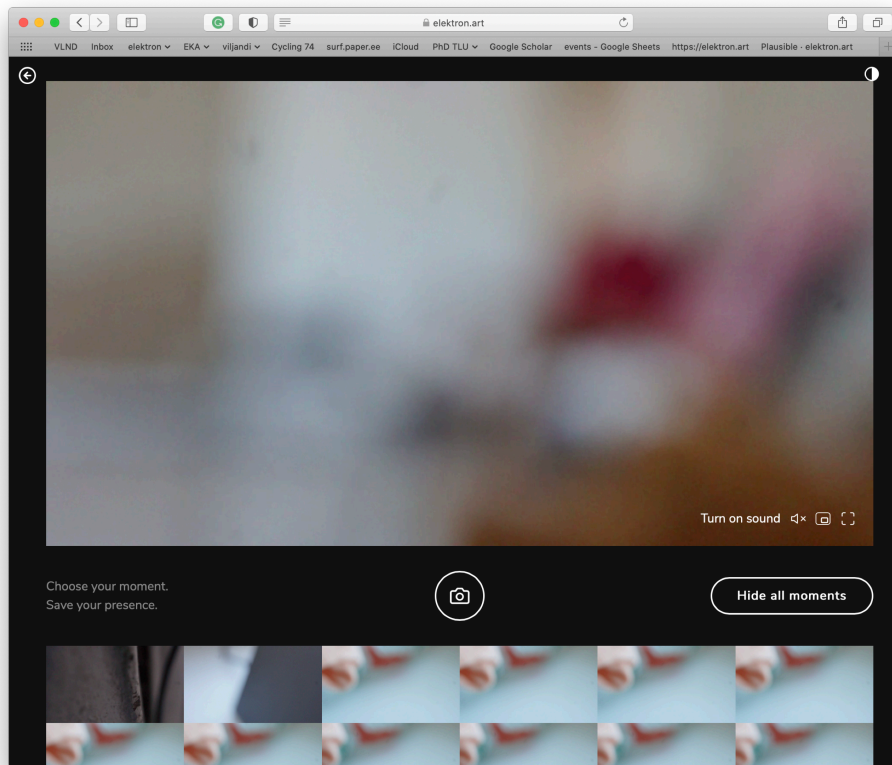 elektron.art
VLND Inbox elektron EKA viljandi Cycling 74 surf.paper.ee iCloud PhD TLU Google Scholar events - Google Sheets https://elektron.art Plausible · elektron.art
Turn on sound
Choose your moment.
Save your presence.
Hide all moments